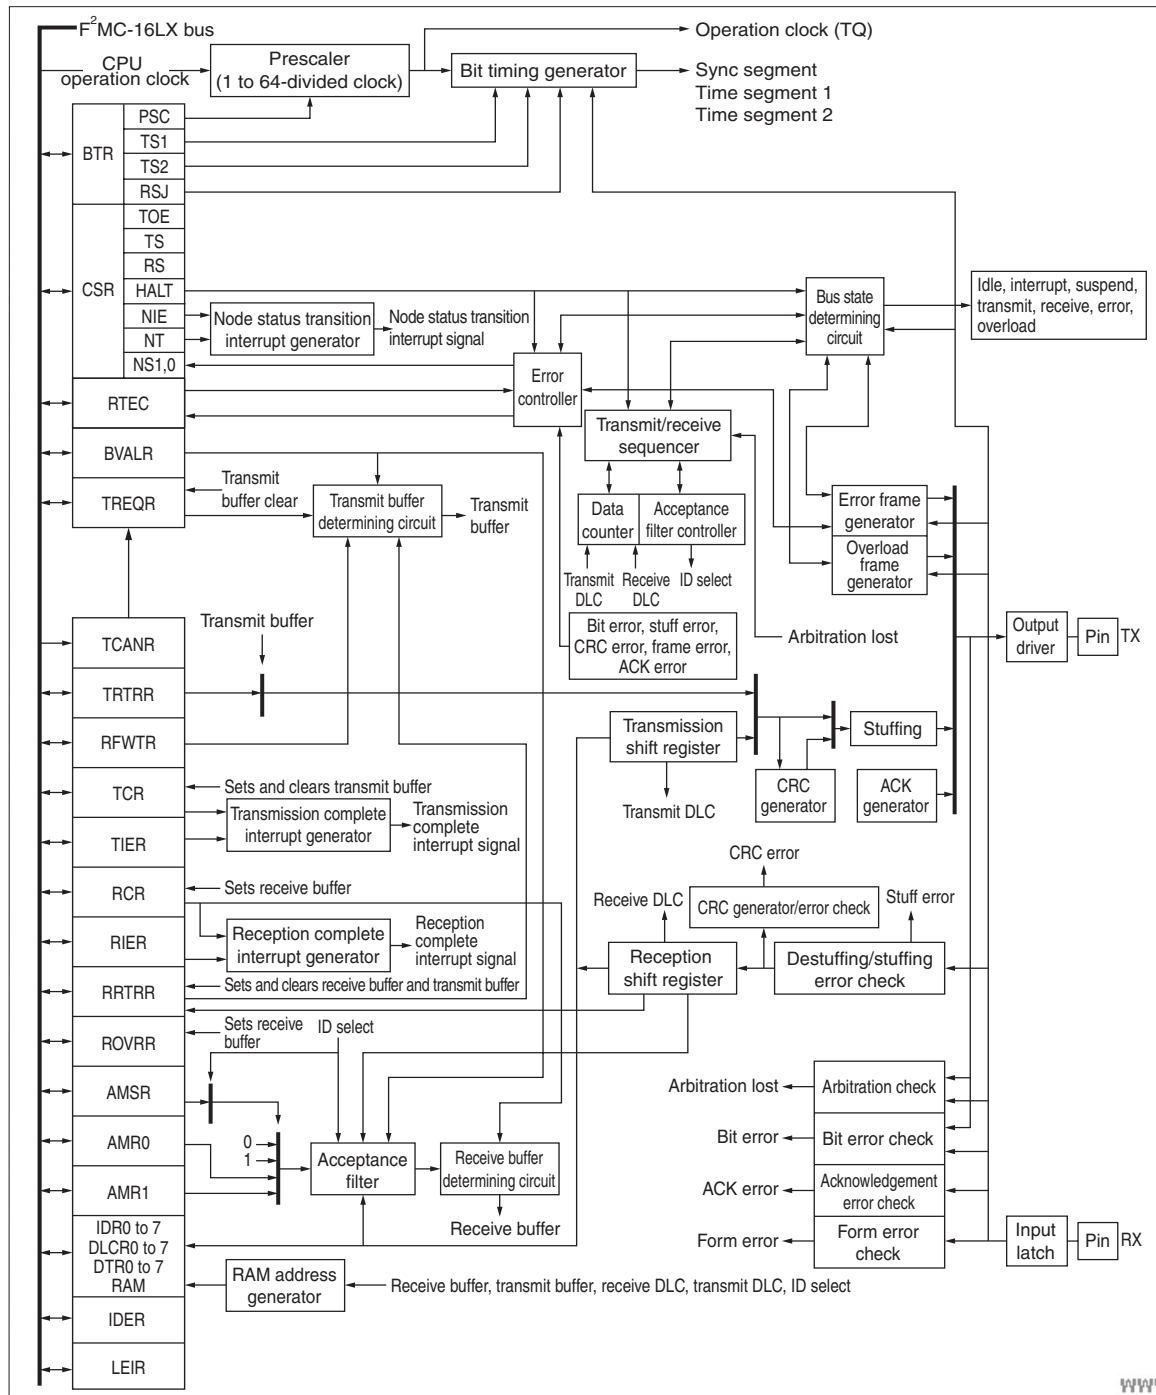 F²MC-16LX bus
Operation clock (TQ)
CPU
operation clock
Prescaler
(1 to 64-divided clock)
Bit timing generator
Sync segment
Time segment 1
Time segment 2
BTR
PSC
TS1
TS2
RSJ
CSR
TOE
TS
RS
HALT
NIE
NT
NS1,0
Node status transition
interrupt generator
Node status transition
interrupt signal
Bus state
determining
circuit
Idle, interrupt, suspend,
transmit, receive, error,
overload
Error
controller
RTEC
Transmit/receive
sequencer
BVALR
TREQR
Transmit
buffer clear
Transmit buffer
determining circuit
Transmit
buffer
Data
counter
Acceptance
filter controller
Error frame
generator
Overload
frame
generator
Transmit
DLC
Receive
DLC
ID select
Bit error, stuff error,
CRC error, frame error,
ACK error
Arbitration lost
Output
driver
Pin
TX
TCANR
Transmit buffer
TRTRR
RFWTR
Transmission
shift register
Transmit DLC
CRC
generator
Stuffing
ACK
generator
TCR
Sets and clears transmit buffer
Transmission complete
interrupt generator
Transmission
complete
interrupt signal
TIER
RCR
Sets receive buffer
RIER
Reception complete
interrupt generator
Reception
complete
interrupt signal
CRC error
Receive DLC
CRC generator/error check
Stuff error
Reception
shift register
Destuffing/stuffing
error check
RRTRR
Sets and clears receive buffer and transmit buffer
ROVRR
Sets receive
buffer
ID select
AMSR
AMR0
0
1
Acceptance
filter
Receive buffer
determining circuit
Receive buffer
AMR1
Arbitration lost
Arbitration check
Bit error
Bit error check
ACK error
Acknowledgement
error check
Form error
Form error
check
Input
latch
Pin
RX
IDR0 to 7
DLCR0 to 7
DTR0 to 7
RAM
RAM address
generator
Receive buffer, transmit buffer, receive DLC, transmit DLC, ID select
IDER
LEIR